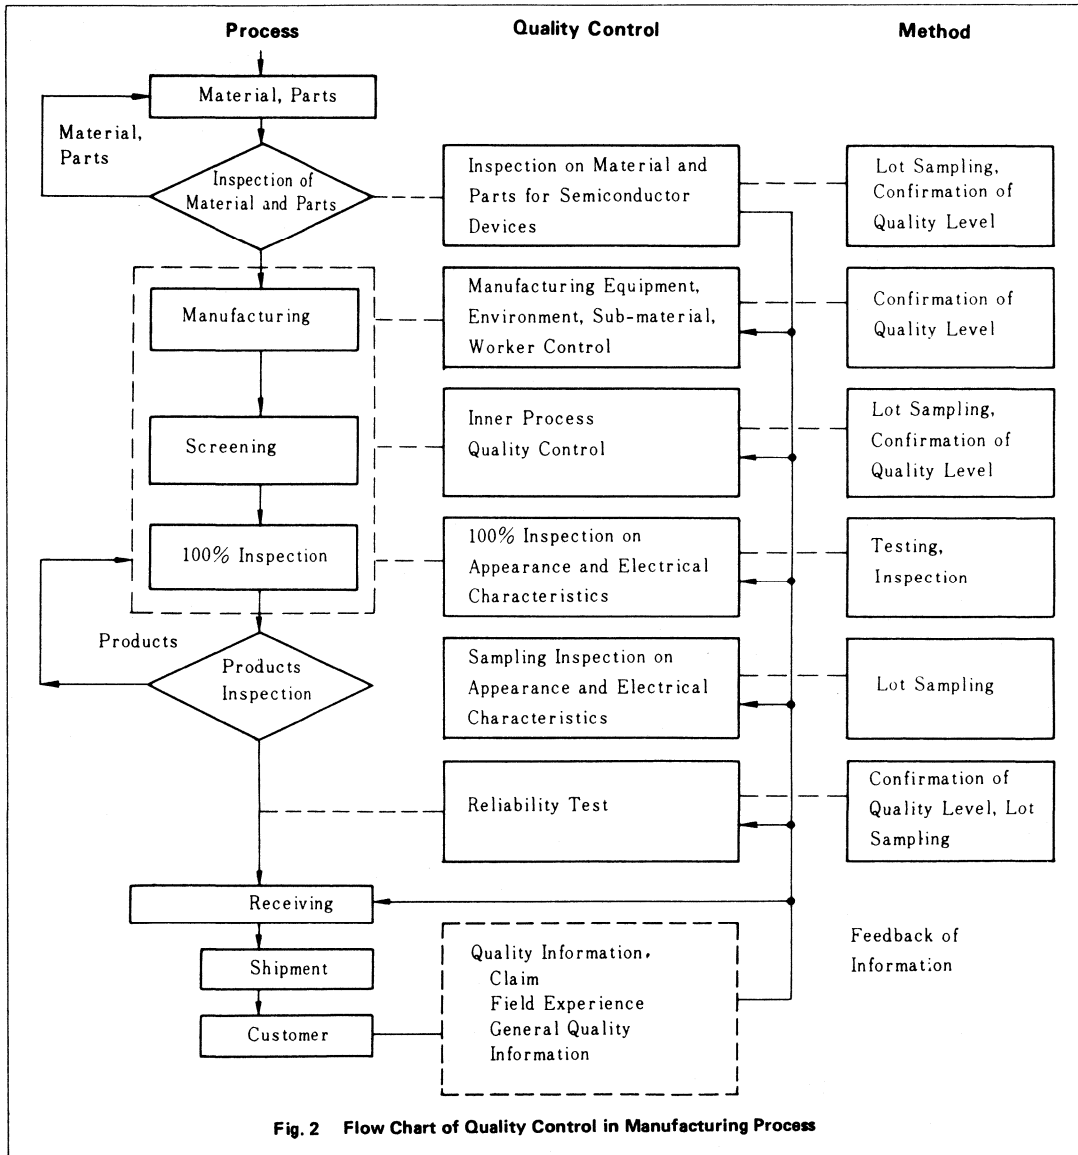 Process
Quality Control
Method
Material, Parts
Material,
Parts
Inspection of
Material and Parts
Inspection on Material and
Parts for Semiconductor
Devices
Lot Sampling,
Confirmation of
Quality Level
Manufacturing
Manufacturing Equipment,
Environment, Sub-material,
Worker Control
Confirmation of
Quality Level
Screening
Inner Process
Quality Control
Lot Sampling,
Confirmation of
Quality Level
100% Inspection
100% Inspection on
Appearance and Electrical
Characteristics
Testing,
Inspection
Products
Products
Inspection
Sampling Inspection on
Appearance and Electrical
Characteristics
Lot Sampling
Reliability Test
Confirmation of
Quality Level, Lot
Sampling
Receiving
Shipment
Customer
Quality Information,
Claim
Field Experience
General Quality
Information
Feedback of
Information
Fig. 2 Flow Chart of Quality Control in Manufacturing Process